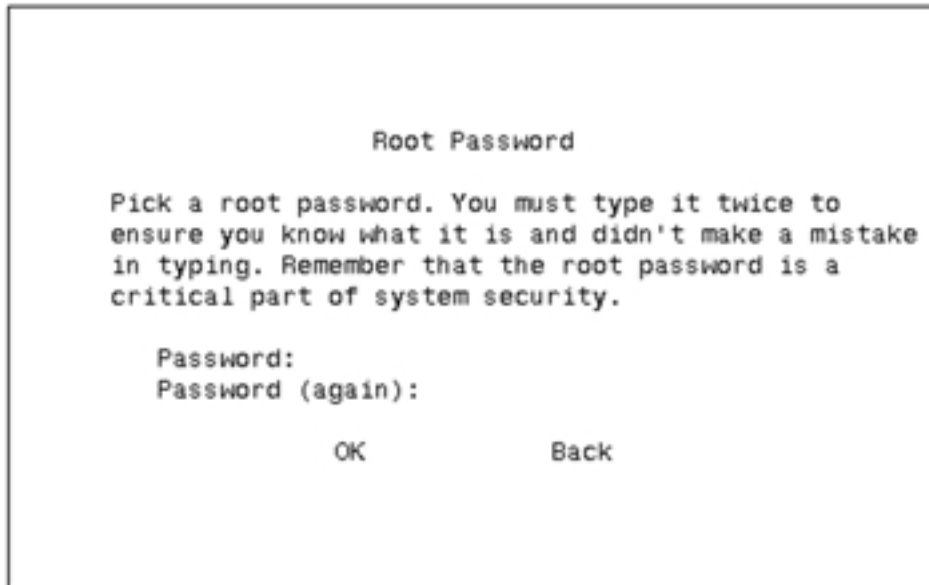 Root Password
Pick a root password. You must type it twice to
ensure you know what it is and didn't make a mistake
in typing. Remember that the root password is a
critical part of system security.
Password:
Password (again):
OK Back